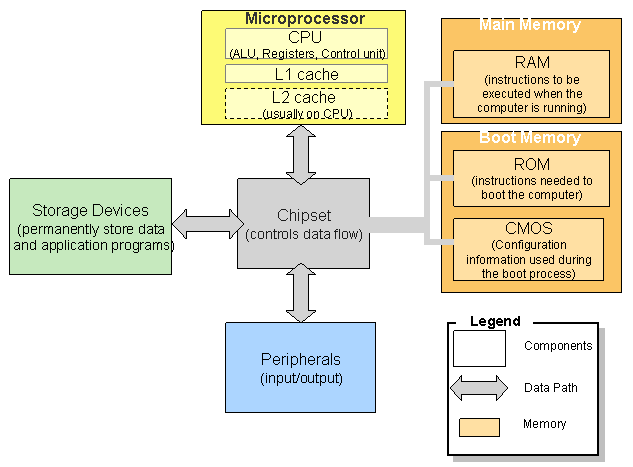 Microprocessor
CPU
(ALU, Registers, Control unit)
L1 cache
L2 cache
(usually on CPU)
Main Memory
RAM
(instructions to be
executed when the
computer is running)
Boot Memory
ROM
(instructions needed to
boot the computer)
CMOS
(Configuration
information used during
the boot process)
Storage Devices
(permanently store data
and application programs)
Chipset
(controls data flow)
Peripherals
(input/output)
Legend
Components
Data Path
Memory